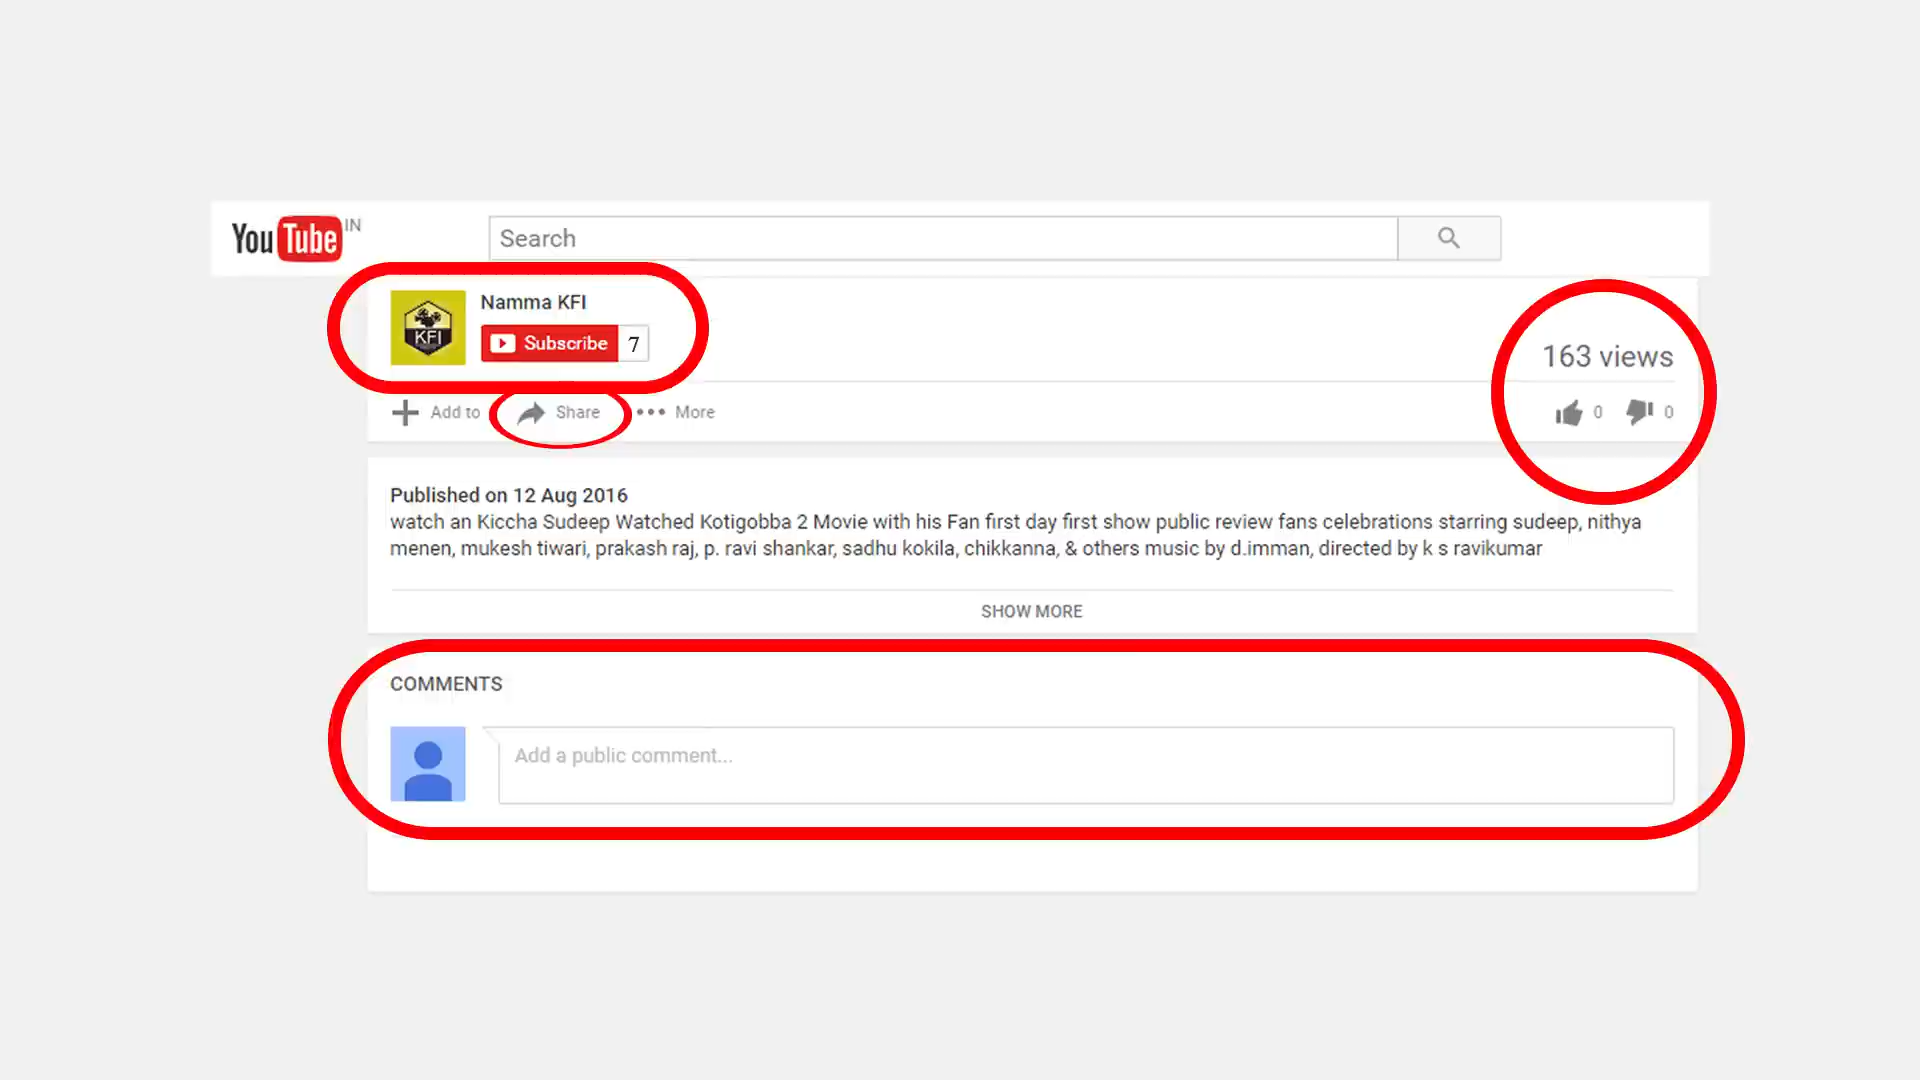 YouTube IN
Search
Namma KFI
KFI
Subscribe 7
163 views
Add to Share More
0 0
Published on 12 Aug 2016
watch an Kiccha Sudeep Watched Kotigobba 2 Movie with his Fan first day first show public review fans celebrations starring sudeep, nithya
menen, mukesh tiwari, prakash raj, p. ravi shankar, sadhu kokila, chikkanna, & others music by d.imman, directed by k s ravikumar
SHOW MORE
COMMENTS
Add a public comment...